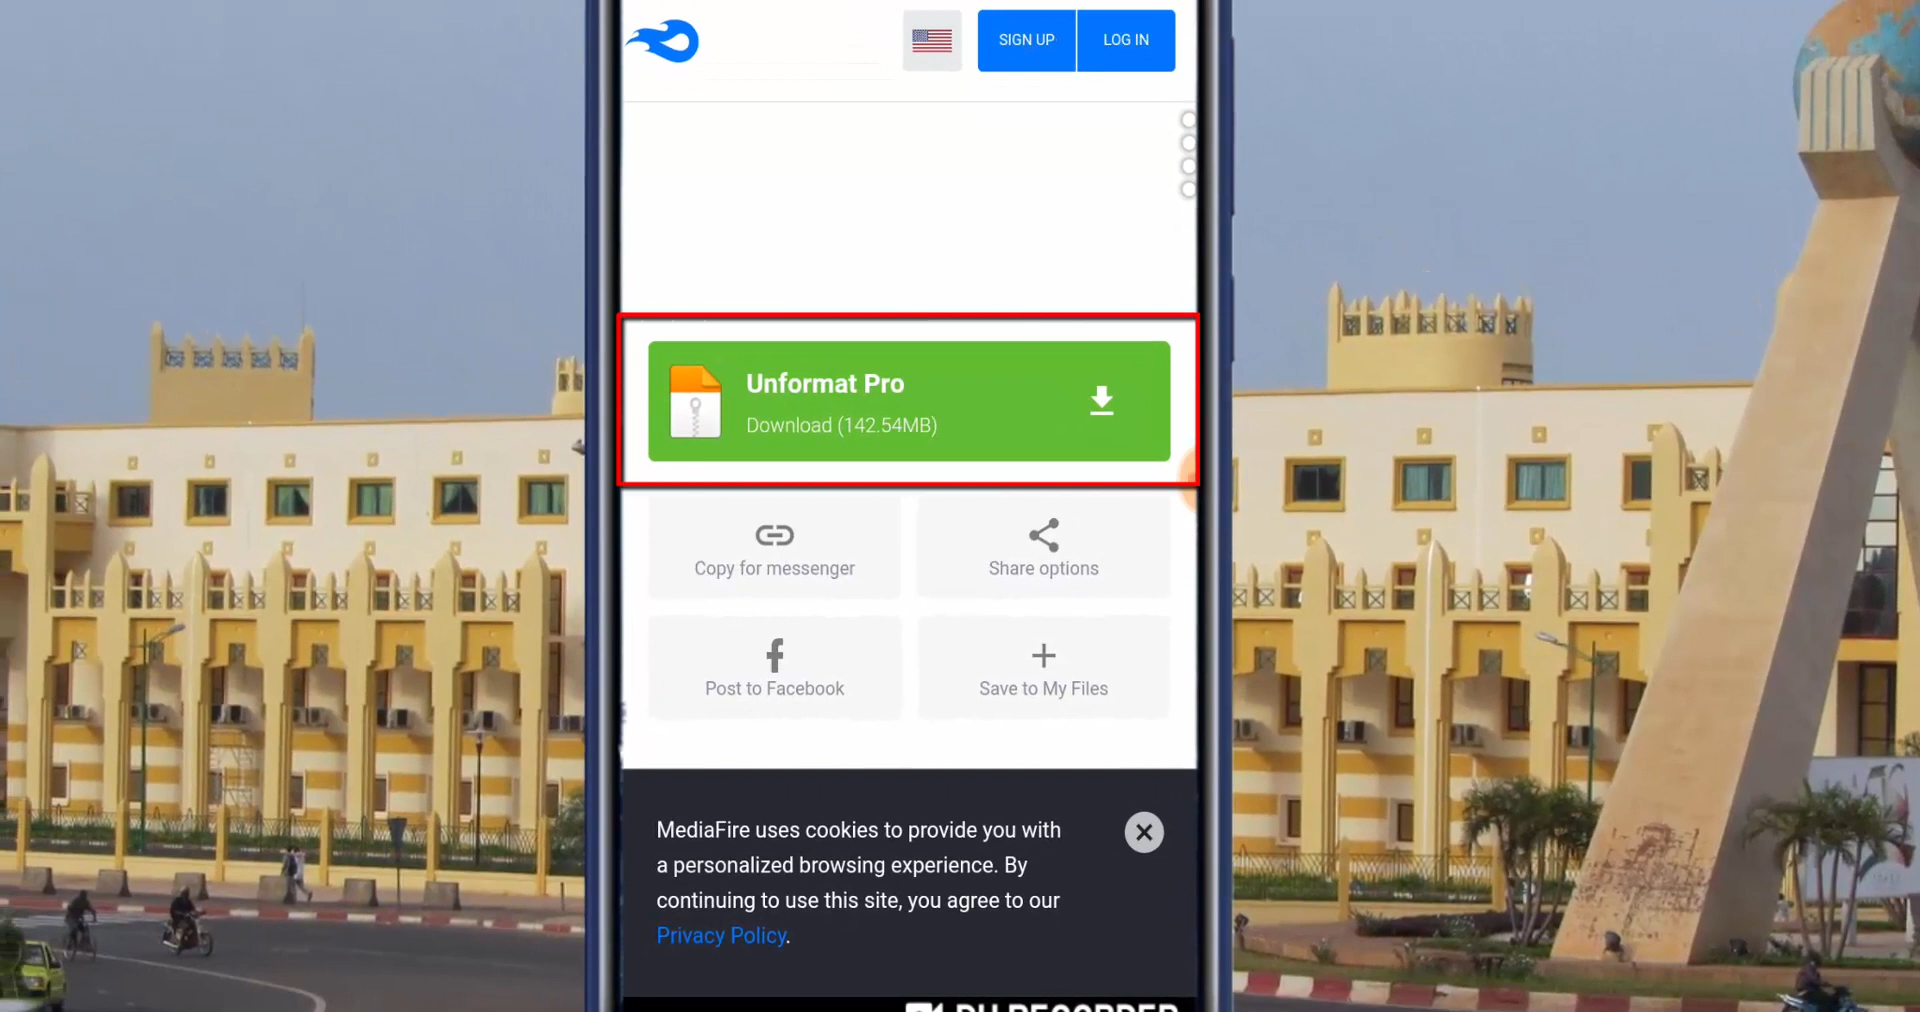 SIGN UP
LOG IN
Unformat Pro
Download (142.54MB)
Copy for messenger
Share options
Post to Facebook
Save to My Files
MediaFire uses cookies to provide you with
a personalized browsing experience. By
continuing to use this site, you agree to our
Privacy Policy.
DU RECORDER